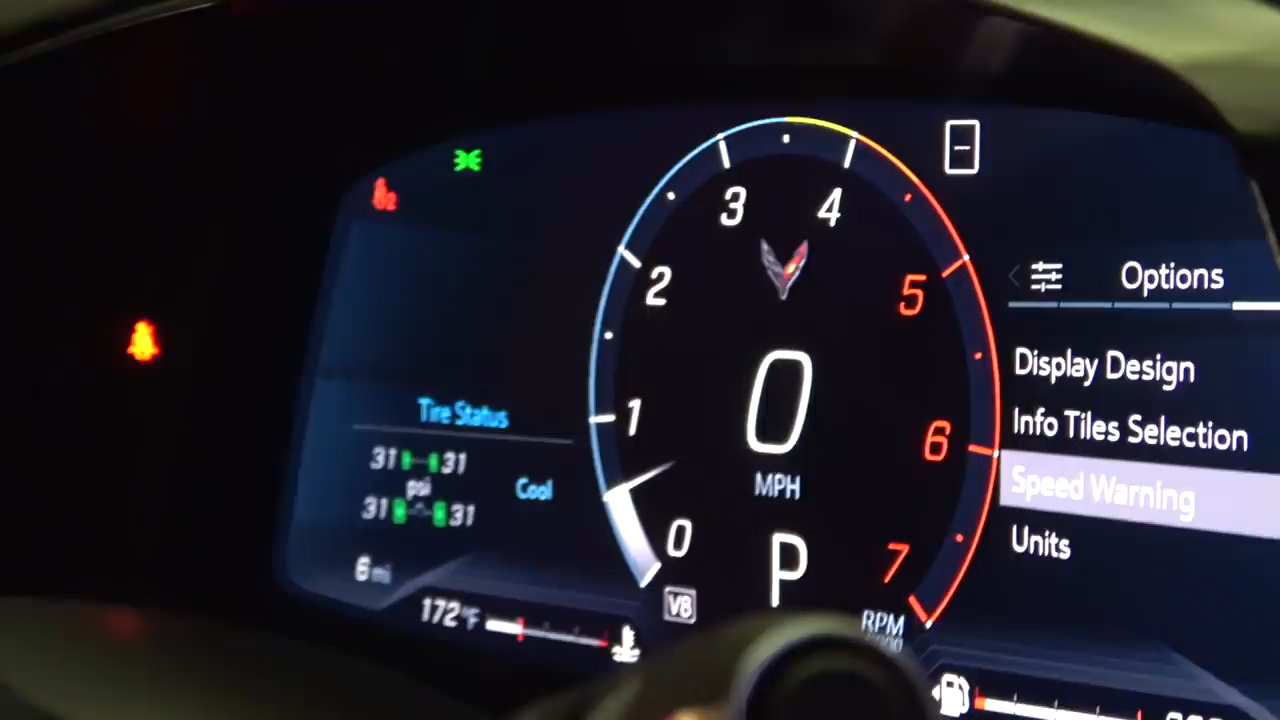 2
3
4
2
5
1
0
6
MPH
0
7
P
V8
RPM
Tire Status
31 31
psi
Cool
31 31
6 mi
172 °F
Options
Display Design
Info Tiles Selection
Speed Warning
Units